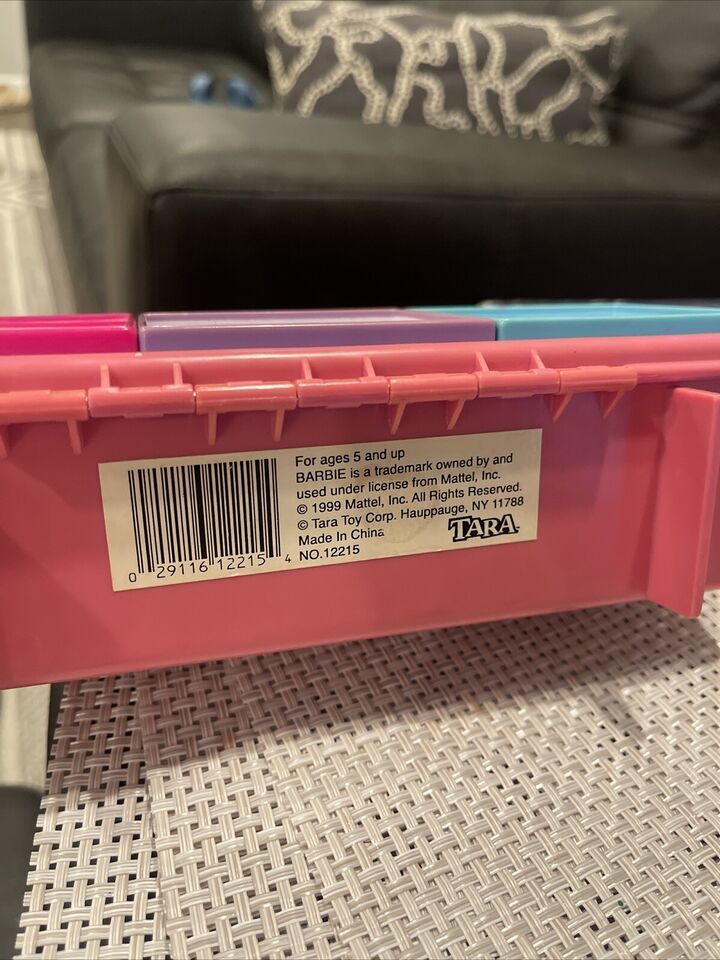 For ages 5 and up
BARBIE is a trademark owned by and
used under license from Mattel, Inc.
© 1999 Mattel, Inc. All Rights Reserved.
© Tara Toy Corp. Hauppauge, NY 11788
Made In China
NO.12215
TARA
0 29116 12215 4